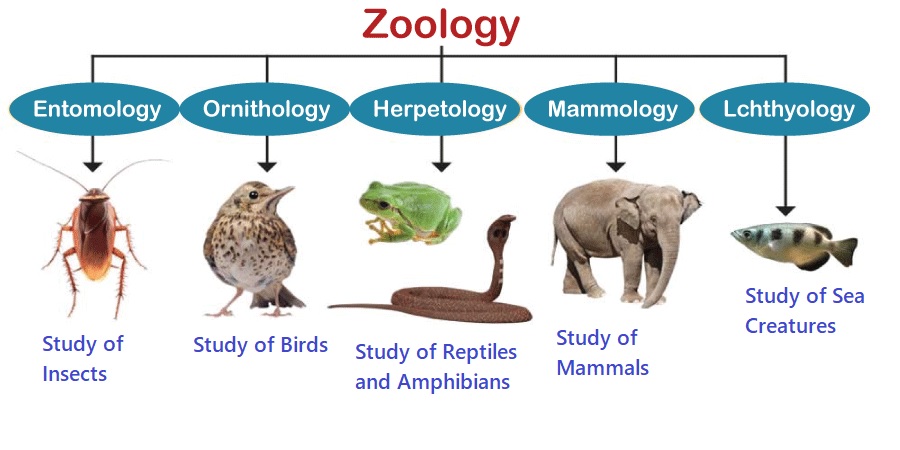 Zoology
Entomology
Ornithology
Herpetology
Mammology
Lchthyology
Study of
Insects
Study of Birds
Study of Reptiles
and Amphibians
Study of
Mammals
Study of Sea
Creatures